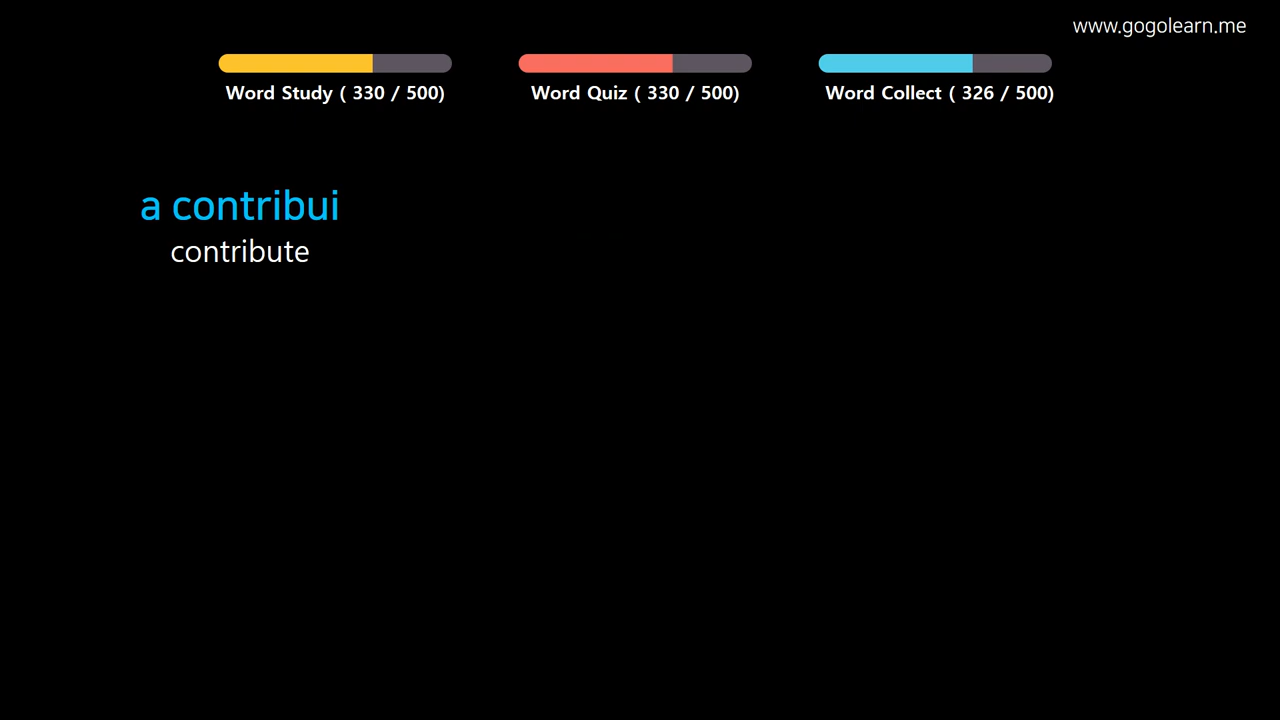 www.gogolearn.me
Word Study ( 330 / 500)
Word Quiz ( 330 / 500)
Word Collect ( 326 / 500)
a contribui
contribute